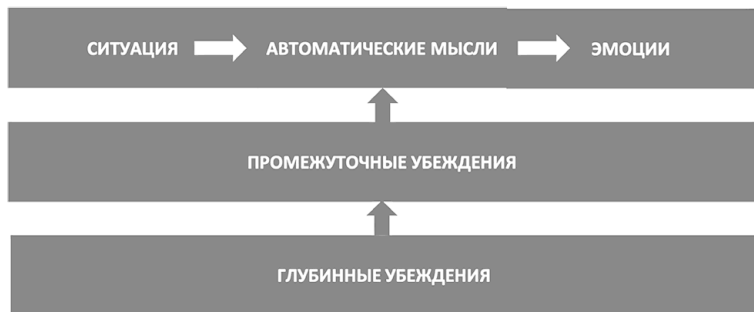 СИТУАЦИЯ АВТОМАТИЧЕСКИЕ МЫСЛИ ЭМОЦИИ
ПРОМЕЖУТОЧНЫЕ УБЕЖДЕНИЯ
ГЛУБИННЫЕ УБЕЖДЕНИЯ